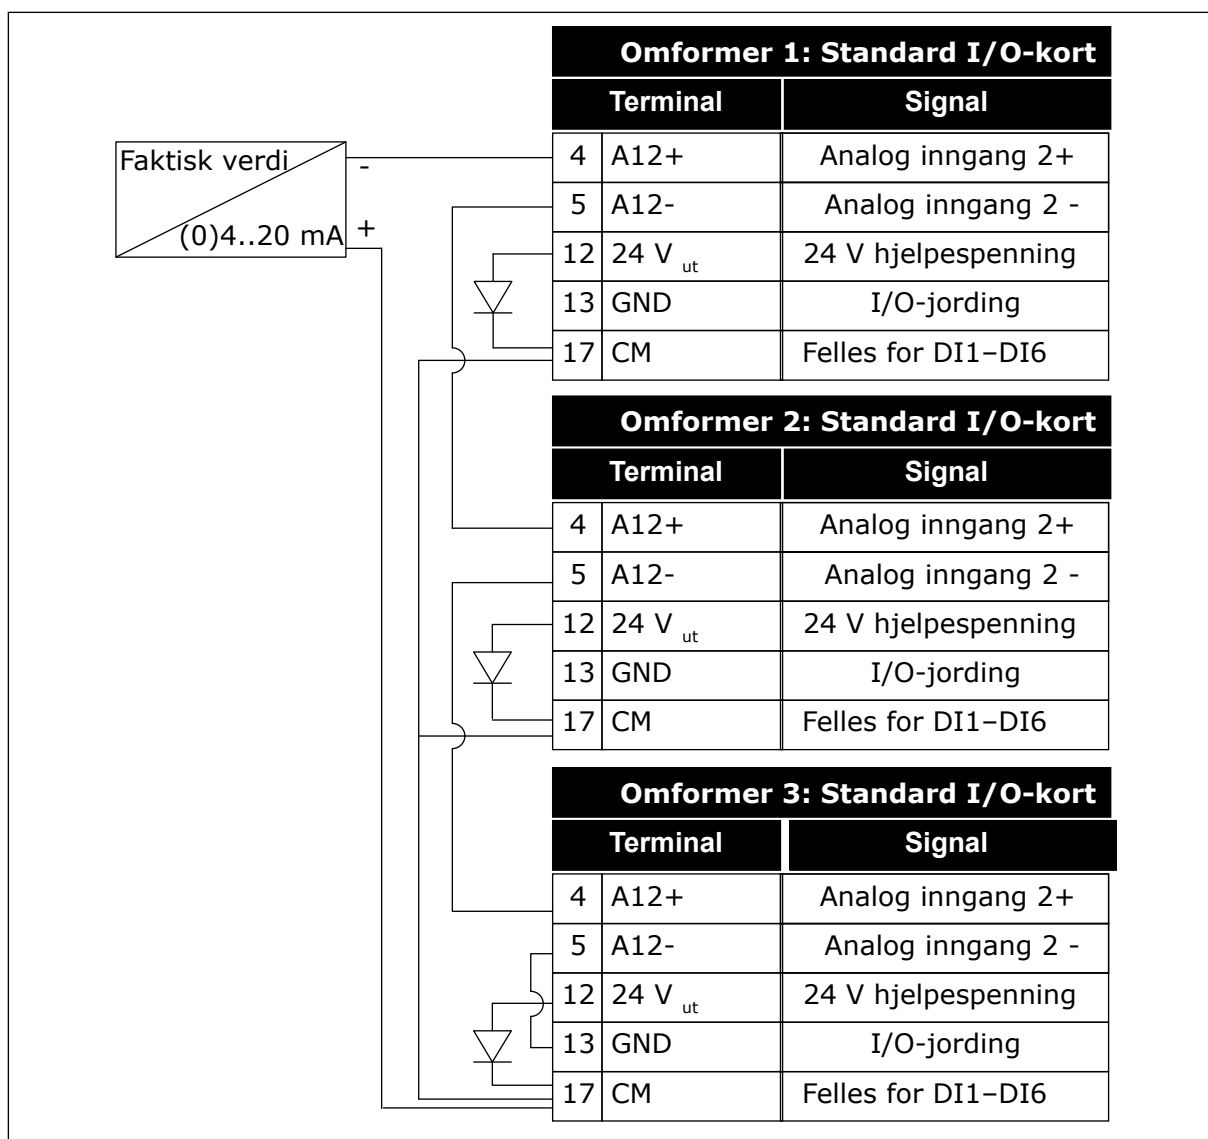 Omformer 1: Standard I/O-kort
Terminal Signal
Faktisk verdi -
(0)4..20 mA +
4 A12+ Analog inngang 2+
5 A12- Analog inngang 2 -
12 24 V ut 24 V hjelpespenning
13 GND I/O-jording
17 CM Felles for DI1–DI6
Omformer 2: Standard I/O-kort
Terminal Signal
4 A12+ Analog inngang 2+
5 A12- Analog inngang 2 -
12 24 V ut 24 V hjelpespenning
13 GND I/O-jording
17 CM Felles for DI1–DI6
Omformer 3: Standard I/O-kort
Terminal Signal
4 A12+ Analog inngang 2+
5 A12- Analog inngang 2 -
12 24 V ut 24 V hjelpespenning
13 GND I/O-jording
17 CM Felles for DI1–DI6